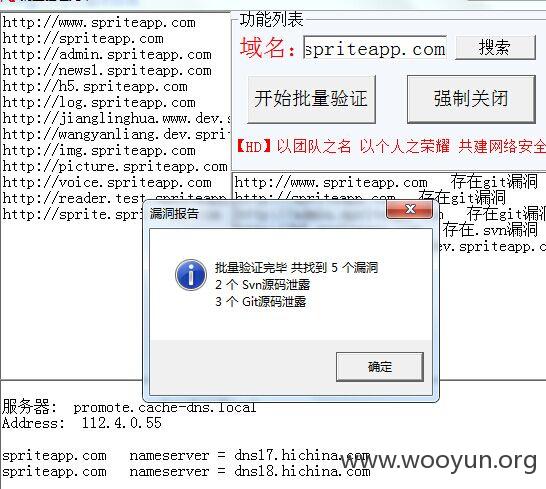 http://www.spriteapp.com
http://spriteapp.com
http://admin.spriteapp.com
http://news1.spriteapp.com
http://h5.spriteapp.com
http://log.spriteapp.com
http://jianglinghua.www.dev.s
http://wangyanliang.dev.sprit
http://img.spriteapp.com
http://picture.spriteapp.com
http://voice.spriteapp.com
http://reader.test.spriteapp
http://sprite.spri
功能列表
域名:
spriteapp.com
搜索
开始批量验证
强制关闭
【HD】以团队之名 以个人之荣耀 共建网络安全
http://www.spriteapp.com 存在git漏洞
存在git漏洞
存在git漏洞
存在.svn漏洞
dev.spriteapp.c
漏洞报告
批量验证完毕 共找到 5 个漏洞
2 个 Svn源码泄露
3 个 Git源码泄露
确定
服务器: promote.cache-dns.local
Address: 112.4.0.55
spriteapp.com nameserver = dns17.hichina.com
spriteapp.com nameserver = dns18.hichina.com
www.wooyun.org